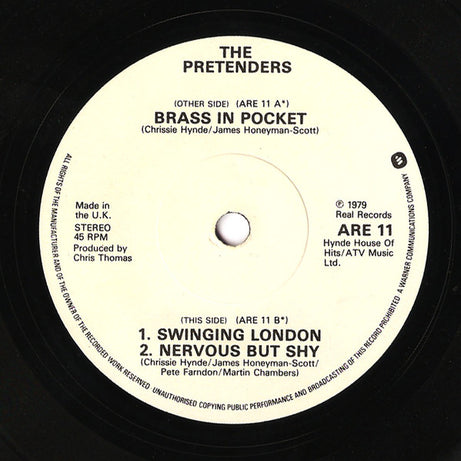 THE
PRETENDERS
(OTHER SIDE) (ARE 11 A*)
BRASS IN POCKET
(Chrissie Hynde/James Honeyman-Scott)
Made in
the U.K.
STEREO
45 RPM
Produced by
Chris Thomas
℗ 1979
Real Records
ARE 11
Hynde House Of
Hits/ATV Music
Ltd.
(THIS SIDE) (ARE 11 B*)
1. SWINGING LONDON
2. NERVOUS BUT SHY
(Chrissie Hynde/James Honeyman-Scott/
Pete Farndon/Martin Chambers)
ALL RIGHTS OF THE MANUFACTURER AND OF THE OWNER OF THE RECORDED WORK RESERVED UNAUTHORISED COPYING PUBLIC PERFORMANCE AND BROADCASTING OF THIS RECORD PROHIBITED A WARNER COMMUNICATIONS COMPANY